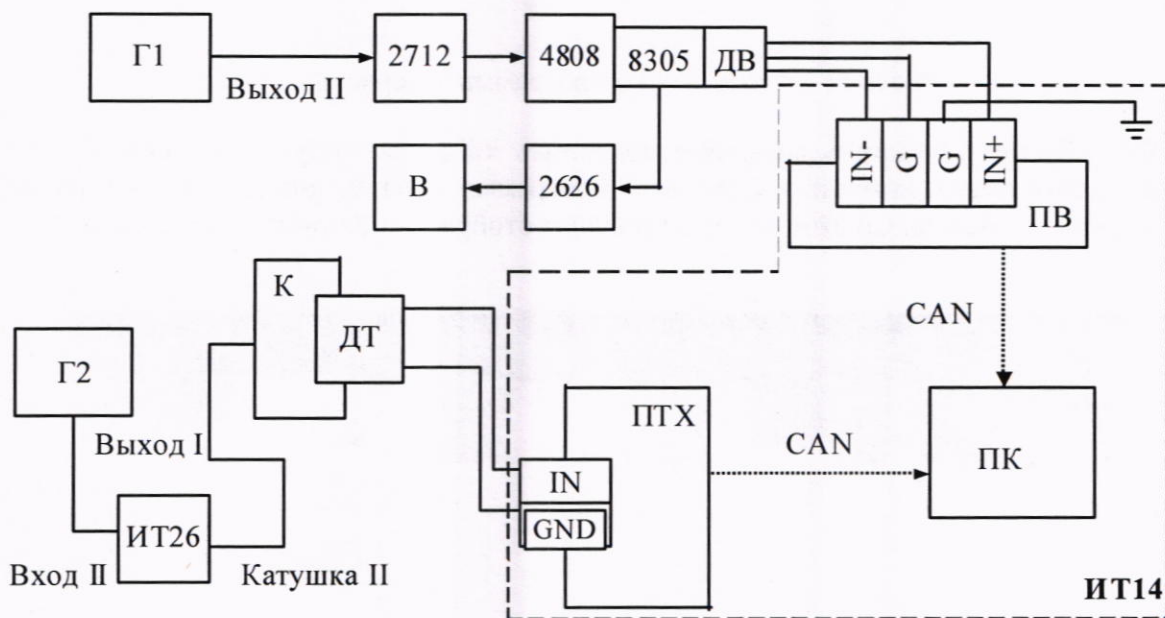 Г1
Выход II
2712
4808
8305
ДВ
В
2626
IN-
G
G
IN+
ПВ
CAN
К
ДТ
Г2
Выход I
ИТ26
Вход II
Катушка II
ПТХ
IN
GND
CAN
ПК
ИТ14